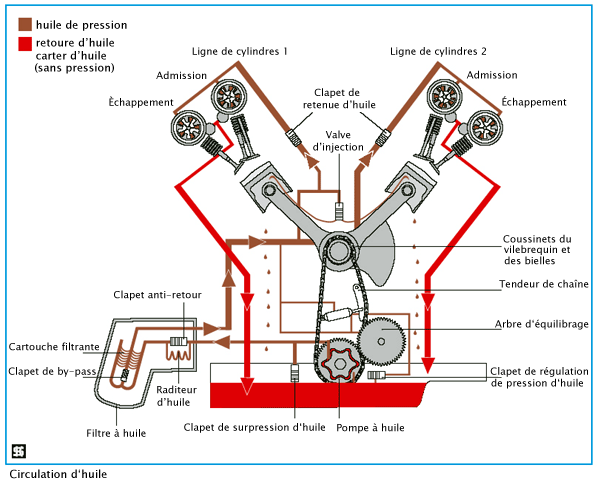 huile de pression
retoure d'huile
carter d'huile
(sans pression)
Ligne de cylindres 1
Ligne de cylindres 2
Admission
Admission
Èchappement
Échappement
Clapet de
retenue d'huile
Valve
d'injection
Coussinets du
vilebrequin et
des bielles
Tendeur de chaîne
Clapet anti-retour
Arbre d'équilibrage
Cartouche filtrante
Clapet de by-pass
Raditeur
d'huile
Clapet de régulation
de pression d'huile
Filtre à huile
Clapet de surpression d'huile
Pompe à huile
Circulation d'huile